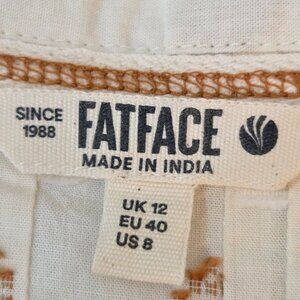 SINCE
1988
FATFACE
MADE IN INDIA
UK 12
EU 40
US 8